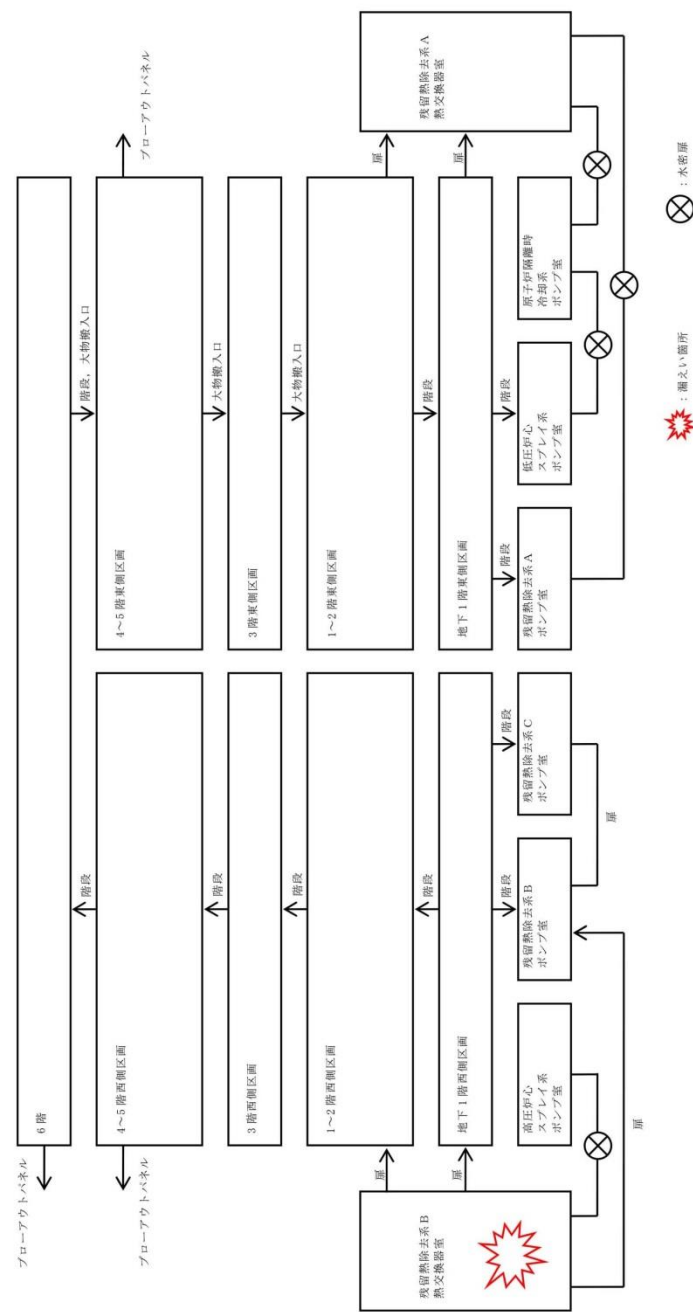 ブローアウトパネル
6階
階段，大物搬入口
階段
ブローアウトパネル
4～5階西側区画
4～5階東側区画
ブローアウトパネル
階段
大物搬入口
3階西側区画
3階東側区画
階段
大物搬入口
1～2階西側区画
1～2階東側区画
扉
扉
階段
階段
地下1階西側区画
地下1階東側区画
扉
扉
階段
階段
階段
階段
残留熱除去系B
熱交換器室
高圧炉心
スプレイ系
ポンプ室
残留熱除去系B
ポンプ室
残留熱除去系C
ポンプ室
残留熱除去系A
ポンプ室
低圧炉心
スプレイ系
ポンプ室
原子炉隔離時
冷却系
ポンプ室
残留熱除去系A
熱交換器室
扉
扉
：漏えい箇所
：水密扉